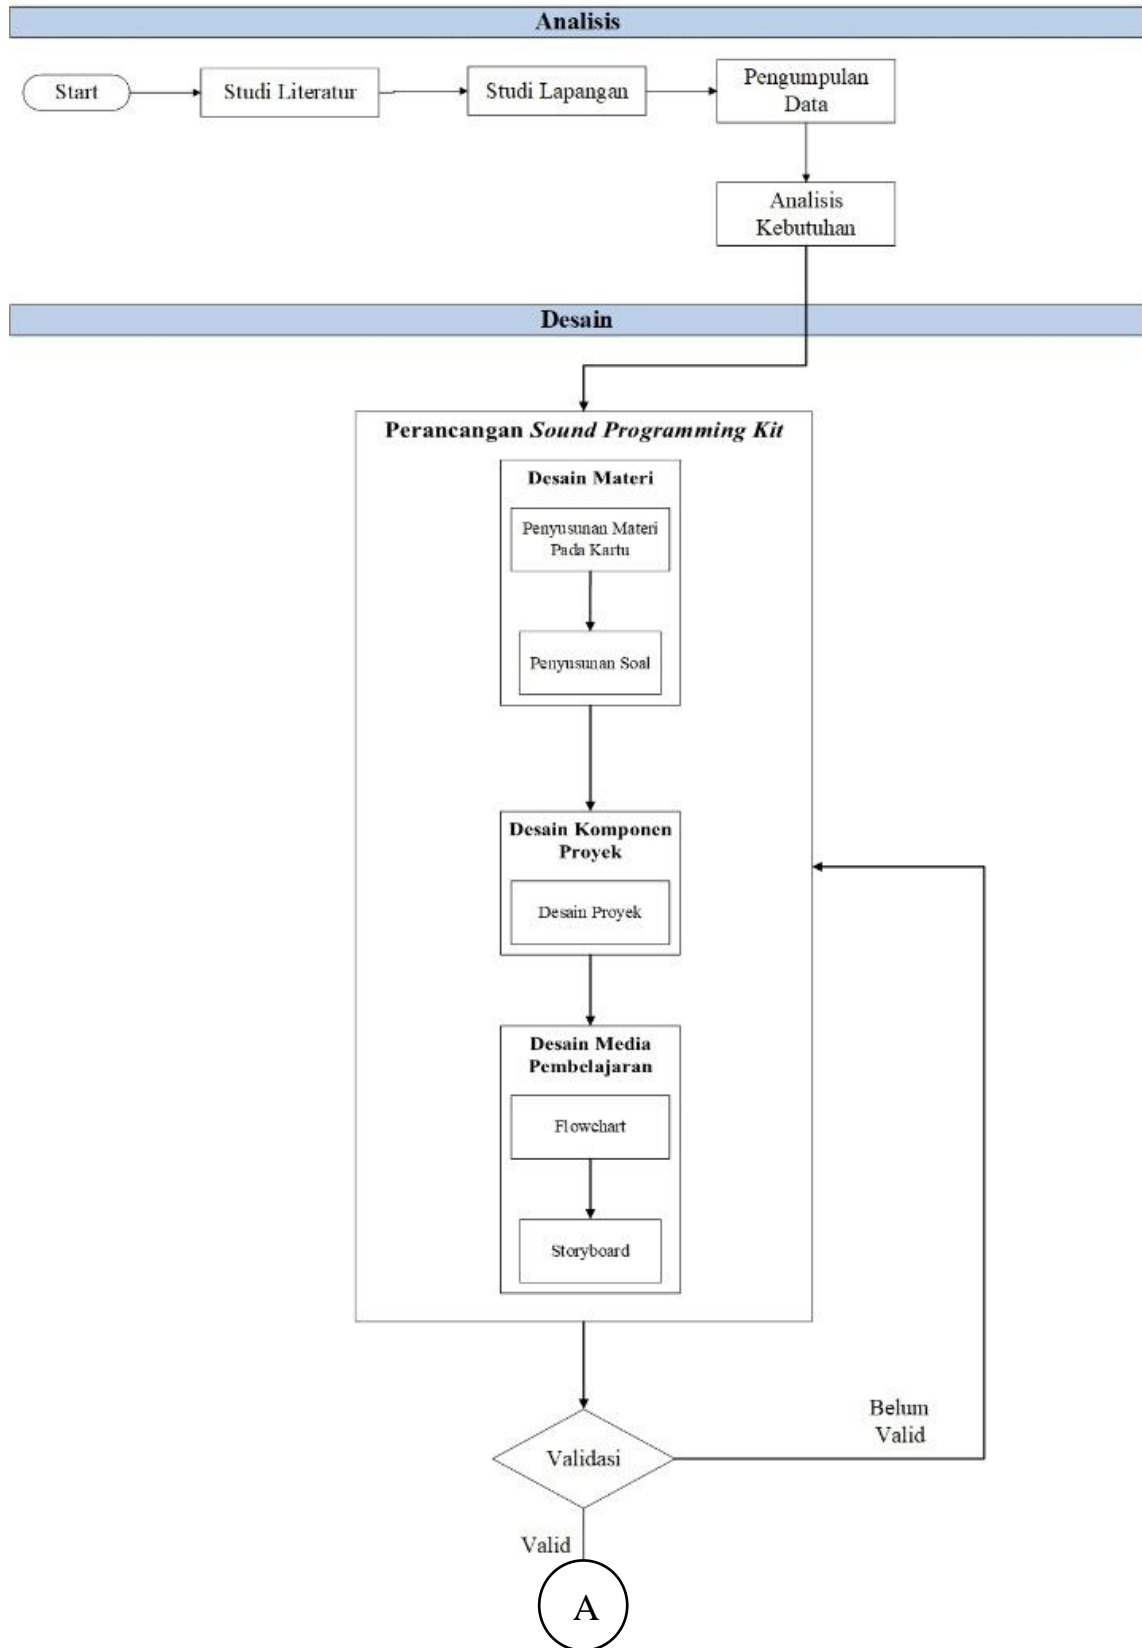 Analisis
Start
Studi Literatur
Studi Lapangan
Pengumpulan
Data
Analisis
Kebutuhan
Desain
Perancangan Sound Programming Kit
Desain Materi
Penyusunan Materi
Pada Kartu
Penyusunan Soal
Desain Komponen
Proyek
Desain Proyek
Desain Media
Pembelajaran
Flowchart
Storyboard
Validasi
Belum
Valid
Valid
A